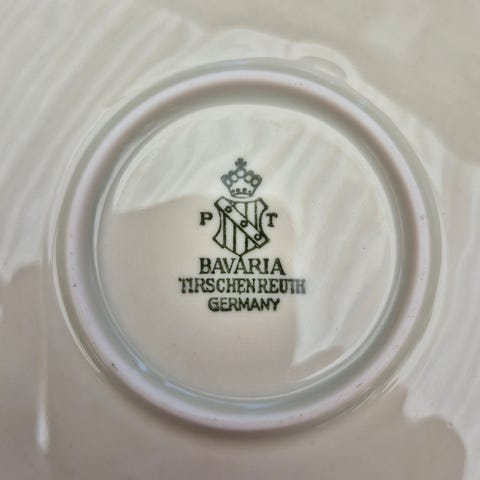 P T
BAVARIA
TIRSCHENREUTH
GERMANY